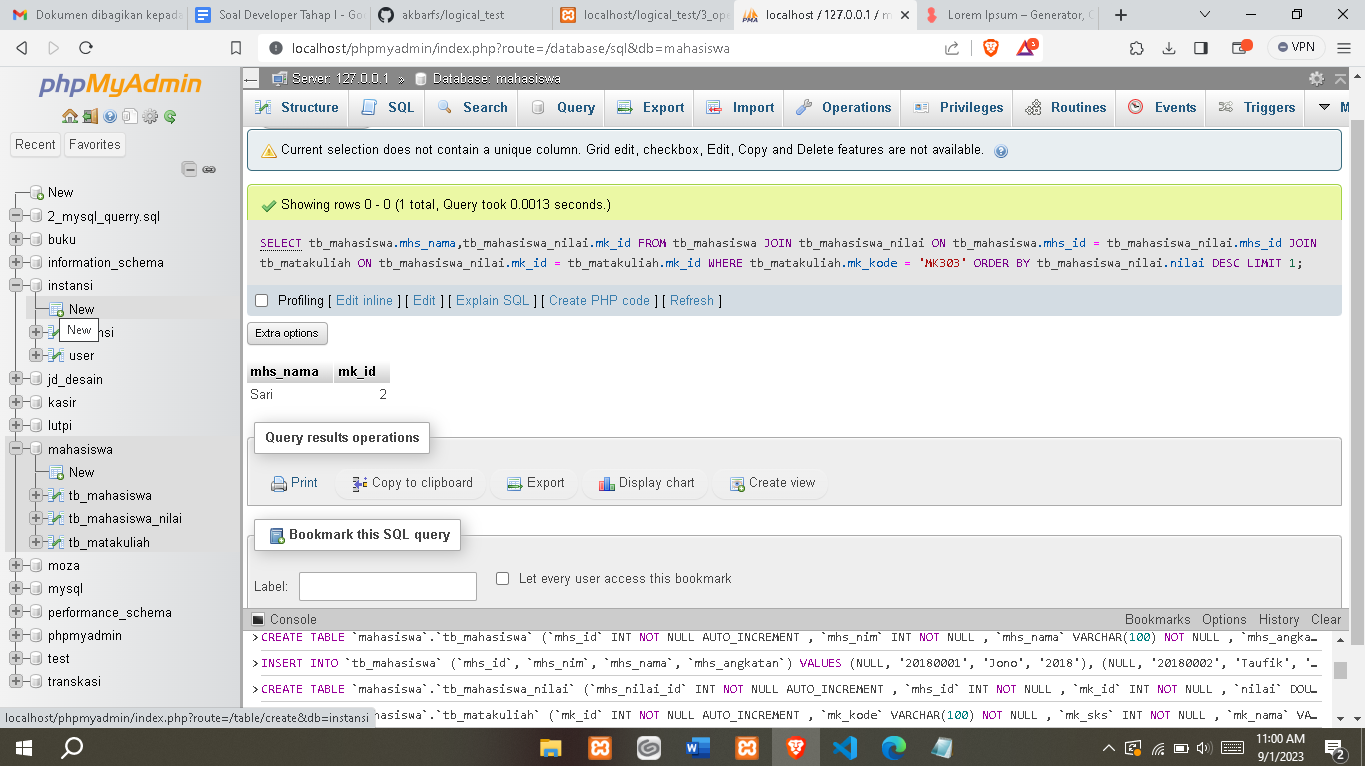 Dokumen dibagikan kepada
Soal Developer Tahap I - Go
akbarfs/logical_test
localhost/logical_test/3_ope
localhost / 127.0.0.1 / m
Lorem Ipsum – Generator, O
localhost/phpmyadmin/index.php?route=/database/sql&db=mahasiswa
3
VPN
phpMyAdmin
Recent
Favorites
New
2_mysql_querry.sql
buku
information_schema
instansi
New
New
nsi
user
jd_desain
kasir
lutpi
mahasiswa
New
tb_mahasiswa
tb_mahasiswa_nilai
tb_matakuliah
moza
mysql
performance_schema
phpmyadmin
test
transkasi
localhost/phpmyadmin/index.php?route=/table/create&db=instansi
Server: 127.0.0.1 » Database: mahasiswa
Structure
SQL
Search
Query
Export
Import
Operations
Privileges
Routines
Events
Triggers
M
Current selection does not contain a unique column. Grid edit, checkbox, Edit, Copy and Delete features are not available.
Showing rows 0 - 0 (1 total, Query took 0.0013 seconds.)
SELECT tb_mahasiswa.mhs_nama,tb_mahasiswa_nilai.mk_id FROM tb_mahasiswa JOIN tb_mahasiswa_nilai ON tb_mahasiswa.mhs_id = tb_mahasiswa_nilai.mhs_id JOIN
tb_matakuliah ON tb_mahasiswa_nilai.mk_id = tb_matakuliah.mk_id WHERE tb_matakuliah.mk_kode = 'MK303' ORDER BY tb_mahasiswa_nilai.nilai DESC LIMIT 1;
Profiling [ Edit inline ] [ Edit ] [ Explain SQL ] [ Create PHP code ] [ Refresh ]
Extra options
mhs_nama mk_id
Sari 2
Query results operations
Print
Copy to clipboard
Export
Display chart
Create view
Bookmark this SQL query
Label:
Let every user access this bookmark
Console
Bookmarks Options History Clear
>CREATE TABLE `mahasiswa`.`tb_mahasiswa` (`mhs_id` INT NOT NULL AUTO_INCREMENT , `mhs_nim` INT NOT NULL , `mhs_nama` VARCHAR(100) NOT NULL , `mhs_angka…
>INSERT INTO `tb_mahasiswa` (`mhs_id`, `mhs_nim`, `mhs_nama`, `mhs_angkatan`) VALUES (NULL, '20180001', 'Jono', '2018'), (NULL, '20180002', 'Taufik', '…
>CREATE TABLE `mahasiswa`.`tb_mahasiswa_nilai` (`mhs_nilai_id` INT NOT NULL AUTO_INCREMENT , `mhs_id` INT NOT NULL , `mk_id` INT NOT NULL , `nilai` DOU…
hasiswa`.`tb_matakuliah` (`mk_id` INT NOT NULL AUTO_INCREMENT , `mk_kode` VARCHAR(100) NOT NULL , `mk_sks` INT NOT NULL , `mk_nama` VA…
11:00 AM
9/1/2023
2